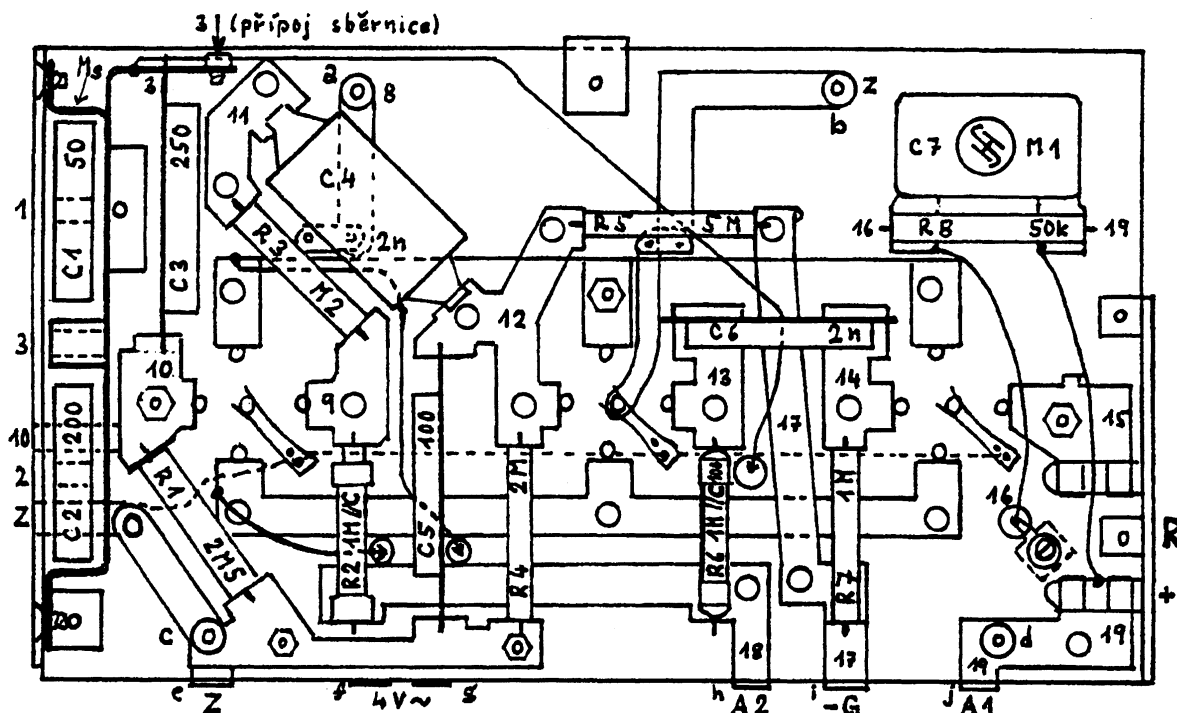 3 (přípoj sběrnice)
Ms
3
11
a 8
z
b
C7 M1
C1 50
C3 250
C4
2n
1
R3 M2
R5 5M
16 R8 50k 19
12
C6 2n
3
10
9
13
14
15
17
10
2
Z
C2 200
R1 2M5
R2 1M//C
C5 100
R4 2M
R6 1M//C106
R7 1M
16
R
+
c
d
18
17
19
19
e Z
f 4V~ g
h A2
i -G
j A1